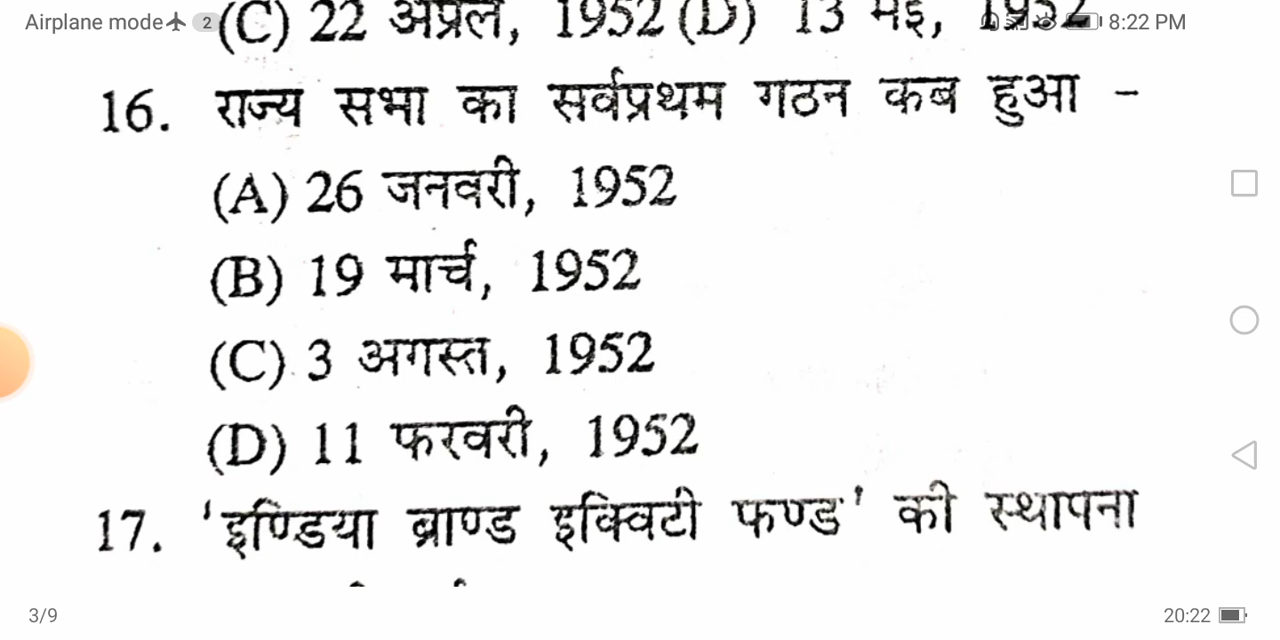 Airplane mode 2 8:22 PM
(C) 22 अप्रैल, 1952 (D) 13 मई, 1952
16. राज्य सभा का सर्वप्रथम गठन कब हुआ -
(A) 26 जनवरी, 1952
(B) 19 मार्च, 1952
(C) 3 अगस्त, 1952
(D) 11 फरवरी, 1952
17. 'इण्डिया ब्राण्ड इक्विटी फण्ड' की स्थापना
3/9 20:22